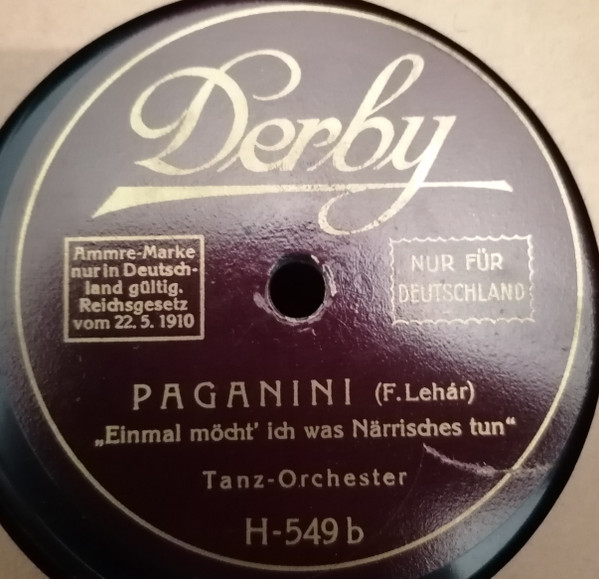 Derby
Ammre-Marke
nur in Deutsch-
land gültig.
Reichsgesetz
vom 22. 5. 1910
NUR FÜR
DEUTSCHLAND
PAGANINI (F. Lehár)
„Einmal möcht’ ich was Närrisches tun“
Tanz-Orchester
H-549 b